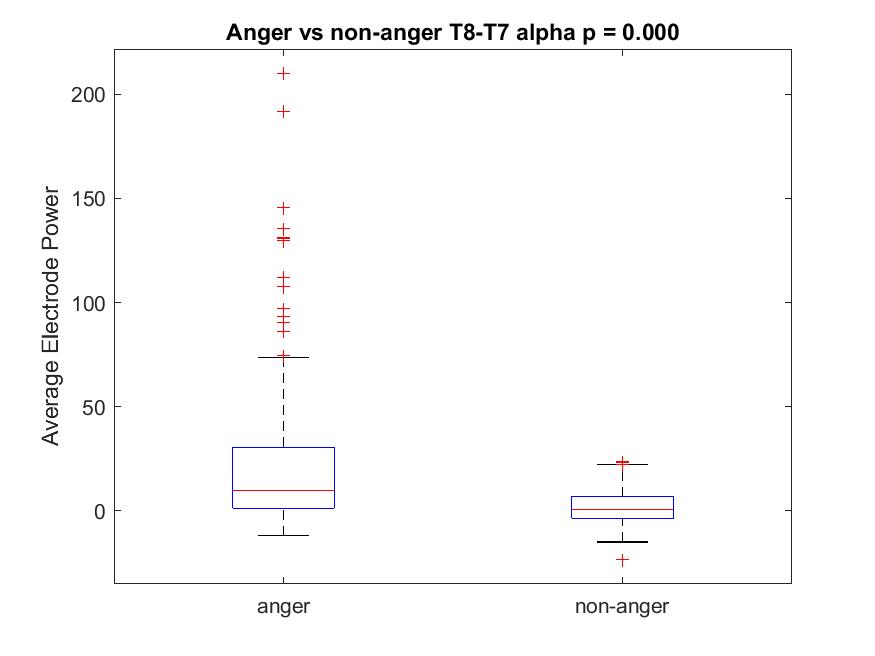 Anger vs non-anger T8-T7 alpha p = 0.000
Average Electrode Power
200
150
100
50
0
anger
non-anger